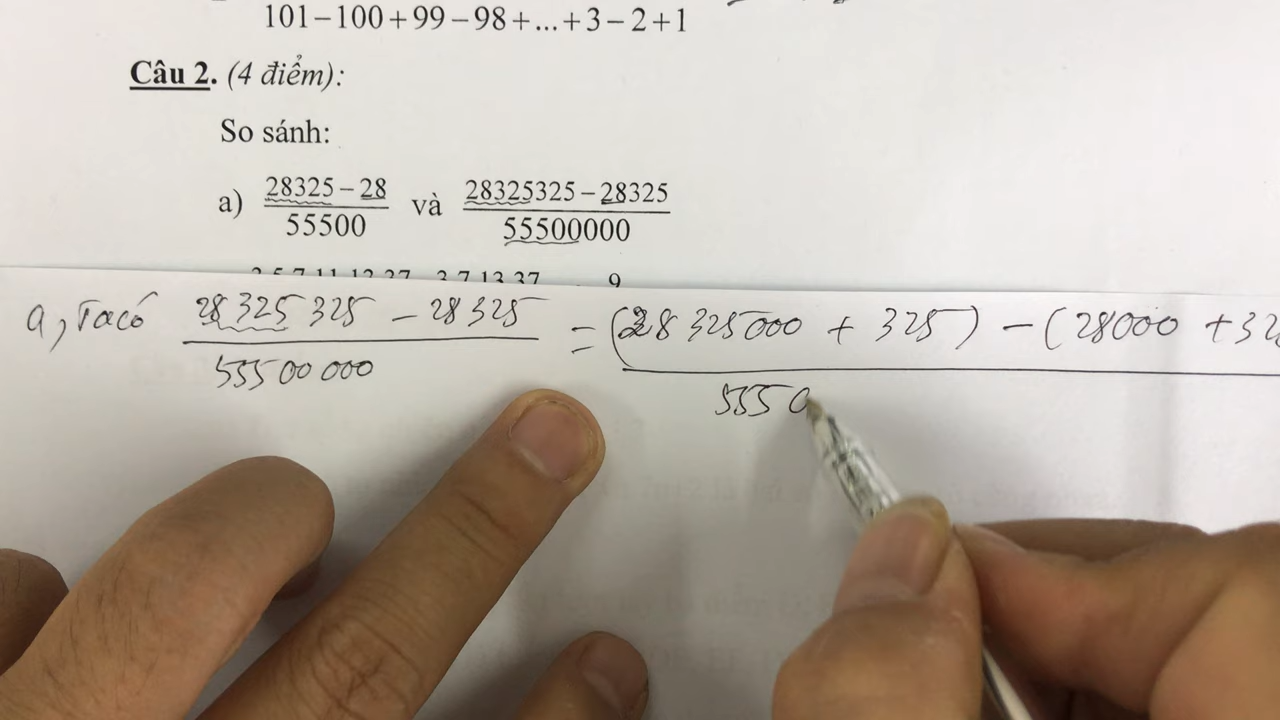 101−100+99−98+...+3−2+1
Câu 2. (4 điểm):
So sánh:
a) (28325−28)/55500 và (28325325−28325)/55500000
a, Ta có (28325325 − 28325)/55500000 = ((28325000 + 325) − (28000 + 32)/5550